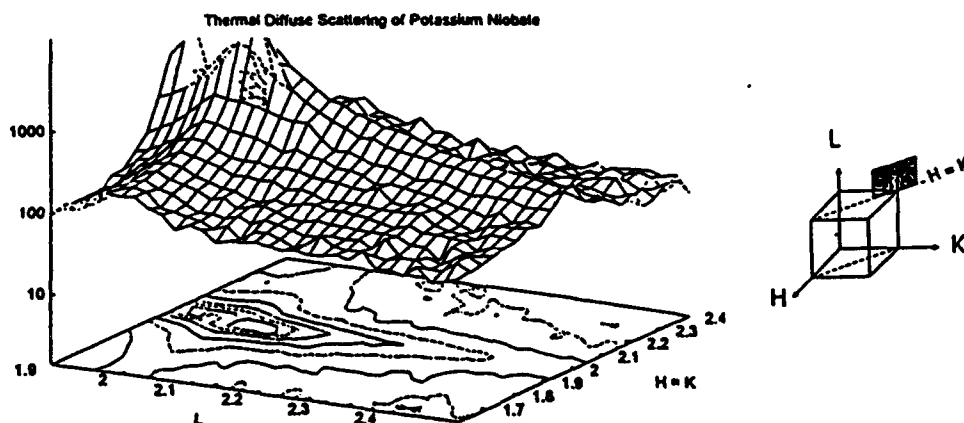 Thermal Diffuse Scattering of Potassium Niobate
1000
100
10
1.9
2
2.1
2.2
2.3
2.4
L
1.7
1.8
1.9
2
2.1
2.2
2.3
2.4
H = K
L
H = K
K
H